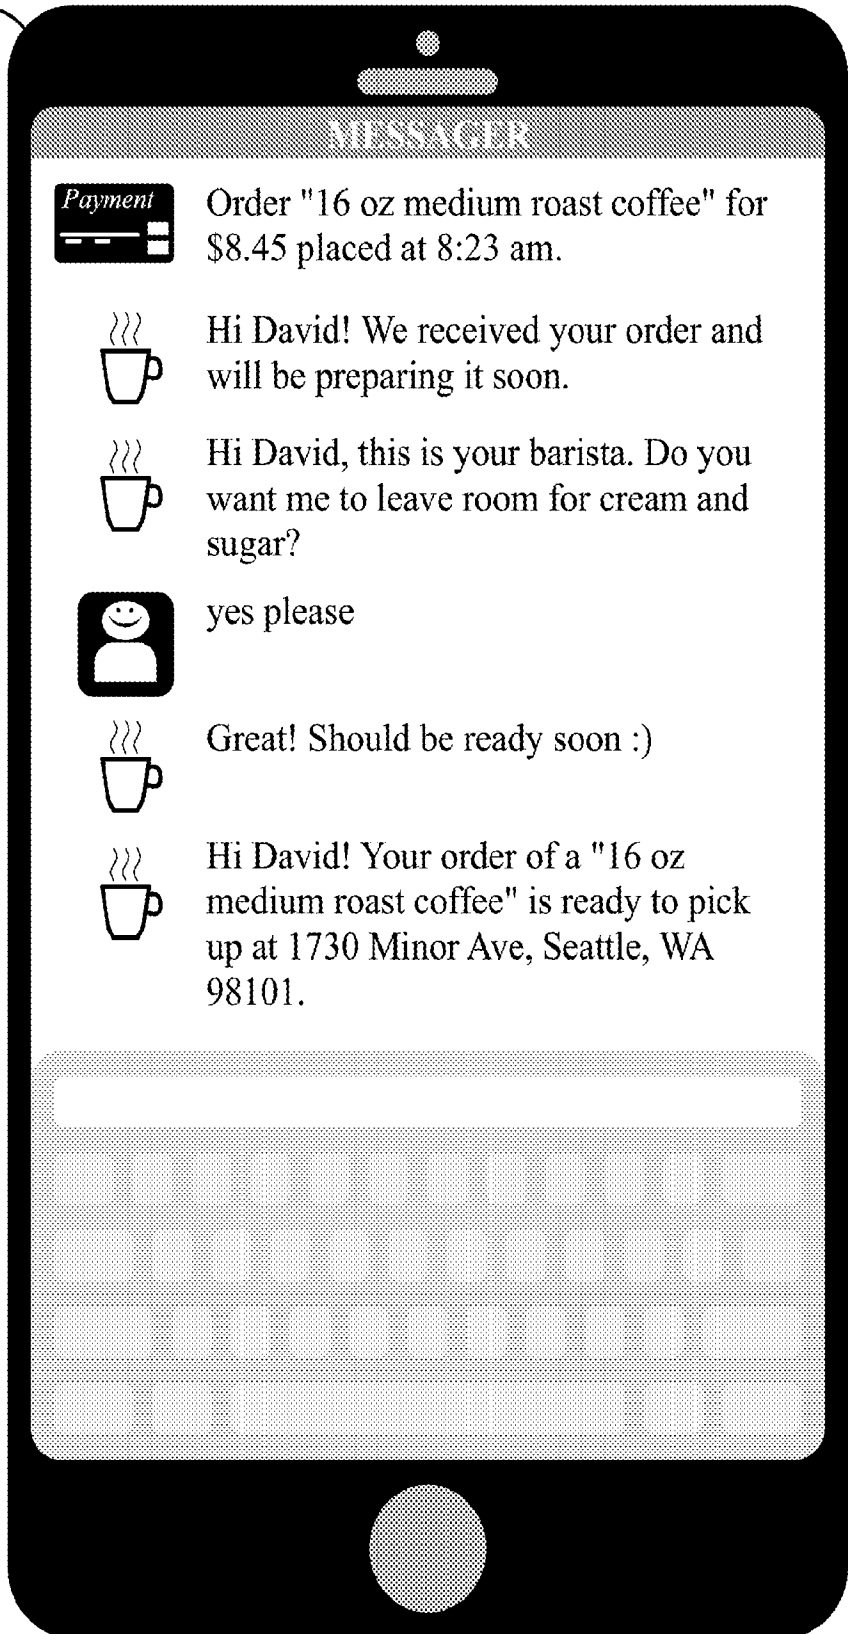 MESSAGER
Payment
Order "16 oz medium roast coffee" for
$8.45 placed at 8:23 am.
Hi David! We received your order and
will be preparing it soon.
Hi David, this is your barista. Do you
want me to leave room for cream and
sugar?
yes please
Great! Should be ready soon :)
Hi David! Your order of a "16 oz
medium roast coffee" is ready to pick
up at 1730 Minor Ave, Seattle, WA
98101.